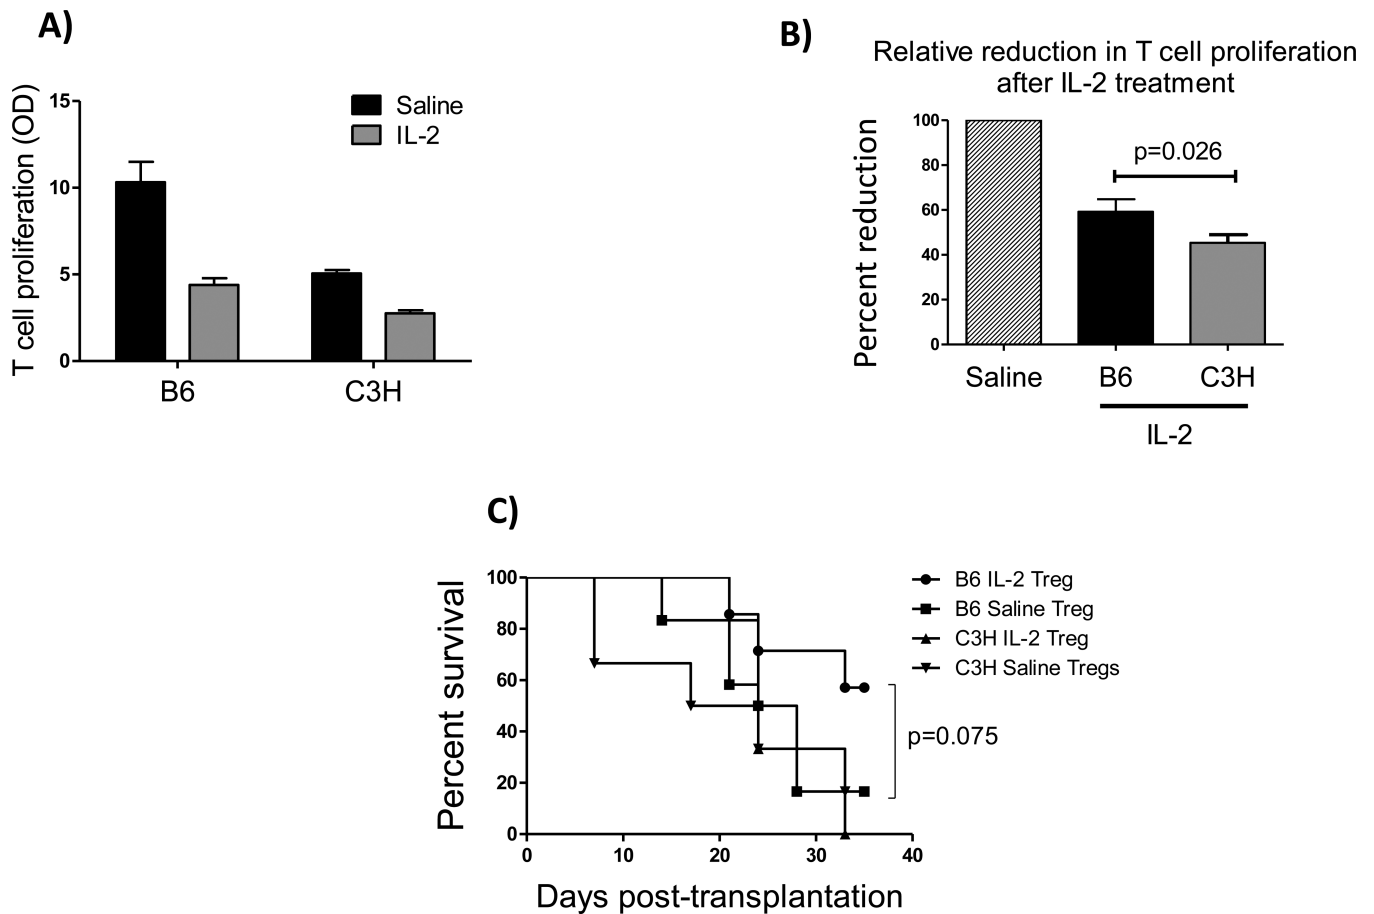 A)
T cell proliferation (OD)
15
10
5
0
Saline
IL-2
B6
C3H
B)
Relative reduction in T cell proliferation
after IL-2 treatment
Percent reduction
100
80
60
40
20
0
p=0.026
Saline
B6
C3H
IL-2
C)
Percent survival
100
80
60
40
20
0
0
10
20
30
40
Days post-transplantation
B6 IL-2 Treg
B6 Saline Treg
C3H IL-2 Treg
C3H Saline Tregs
p=0.075